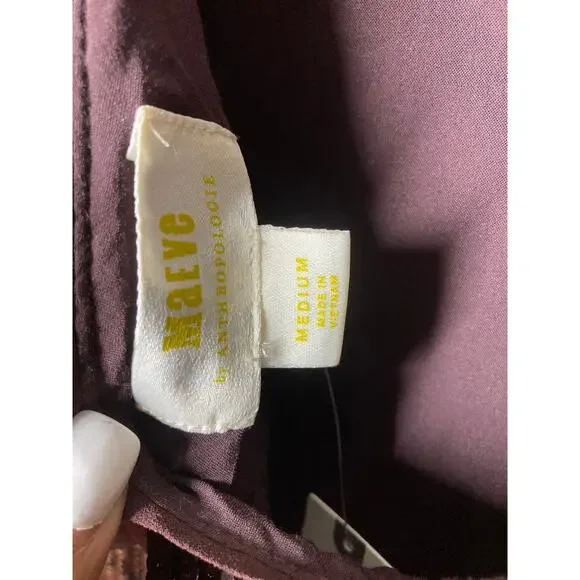 MaEVe
by ANTHROPOLOGIE
MEDIUM
MADE IN
VIETNAM